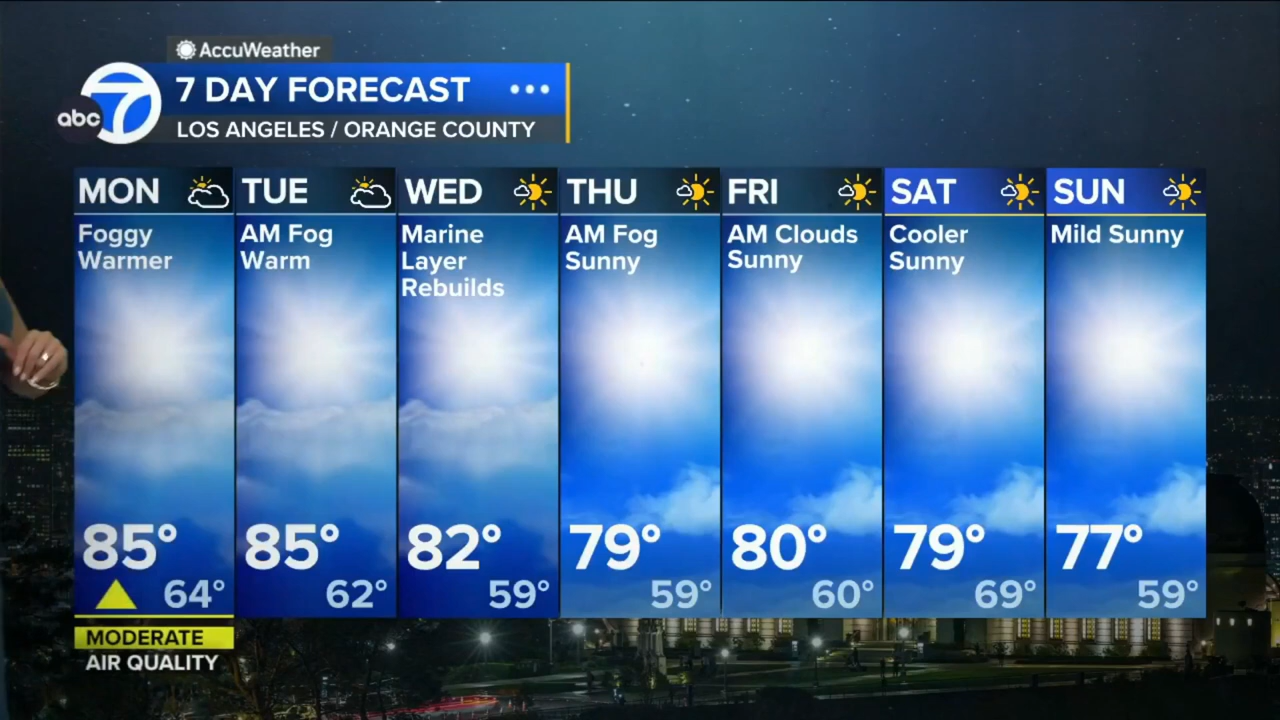 AccuWeather
abc 7
7 DAY FORECAST
LOS ANGELES / ORANGE COUNTY
MON
Foggy
Warmer
85°
64°
MODERATE
AIR QUALITY
TUE
AM Fog
Warm
85°
62°
WED
Marine
Layer
Rebuilds
82°
59°
THU
AM Fog
Sunny
79°
59°
FRI
AM Clouds
Sunny
80°
60°
SAT
Cooler
Sunny
79°
69°
SUN
Mild Sunny
77°
59°